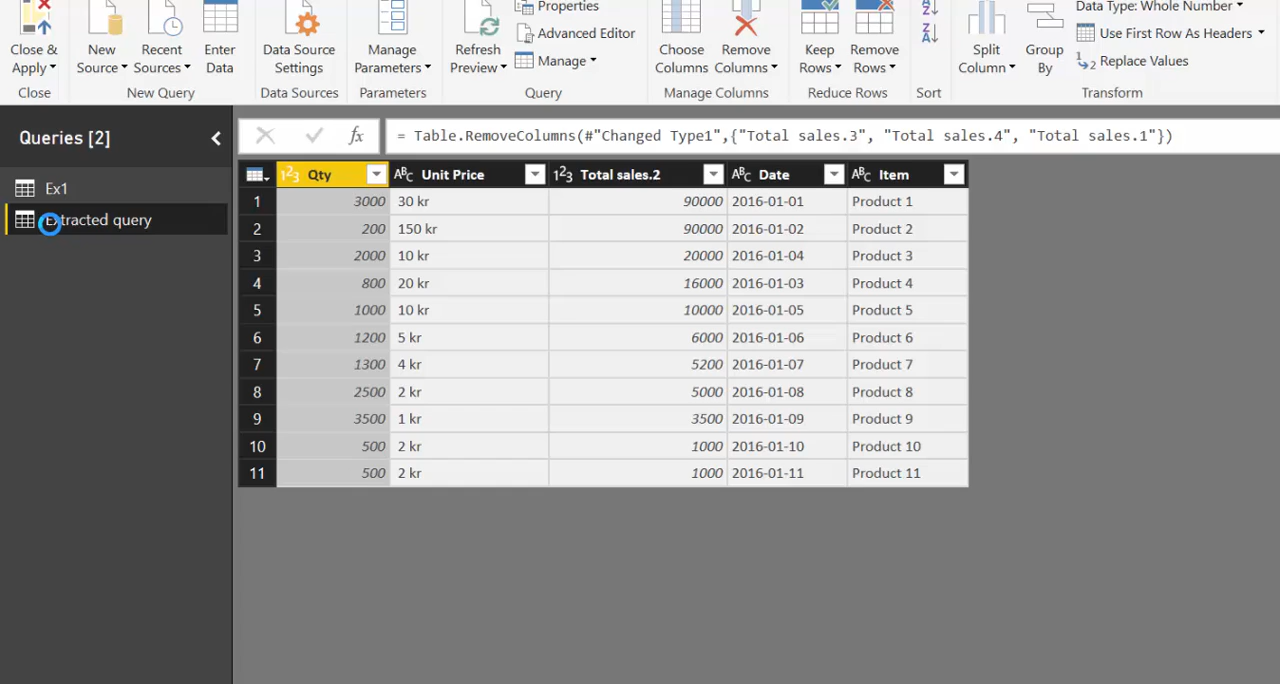 Properties
Data Type: Whole Number
Advanced Editor
Use First Row As Headers
Close & Apply
New Source
Recent Sources
Enter Data
Data Source Settings
Manage Parameters
Refresh Preview
Manage
Choose Columns
Remove Columns
Keep Rows
Remove Rows
A Z
Z A
Split Column
Group By
1 2 Replace Values
Close
New Query
Data Sources
Parameters
Query
Manage Columns
Reduce Rows
Sort
Transform
Queries [2]
fx = Table.RemoveColumns(#"Changed Type1",{"Total sales.3", "Total sales.4", "Total sales.1"})
Ex1
Extracted query
123 Qty ABC Unit Price 123 Total sales.2 ABC Date ABC Item
1 3000 30 kr 90000 2016-01-01 Product 1
2 200 150 kr 90000 2016-01-02 Product 2
3 2000 10 kr 20000 2016-01-04 Product 3
4 800 20 kr 16000 2016-01-03 Product 4
5 1000 10 kr 10000 2016-01-05 Product 5
6 1200 5 kr 6000 2016-01-06 Product 6
7 1300 4 kr 5200 2016-01-07 Product 7
8 2500 2 kr 5000 2016-01-08 Product 8
9 3500 1 kr 3500 2016-01-09 Product 9
10 500 2 kr 1000 2016-01-10 Product 10
11 500 2 kr 1000 2016-01-11 Product 11